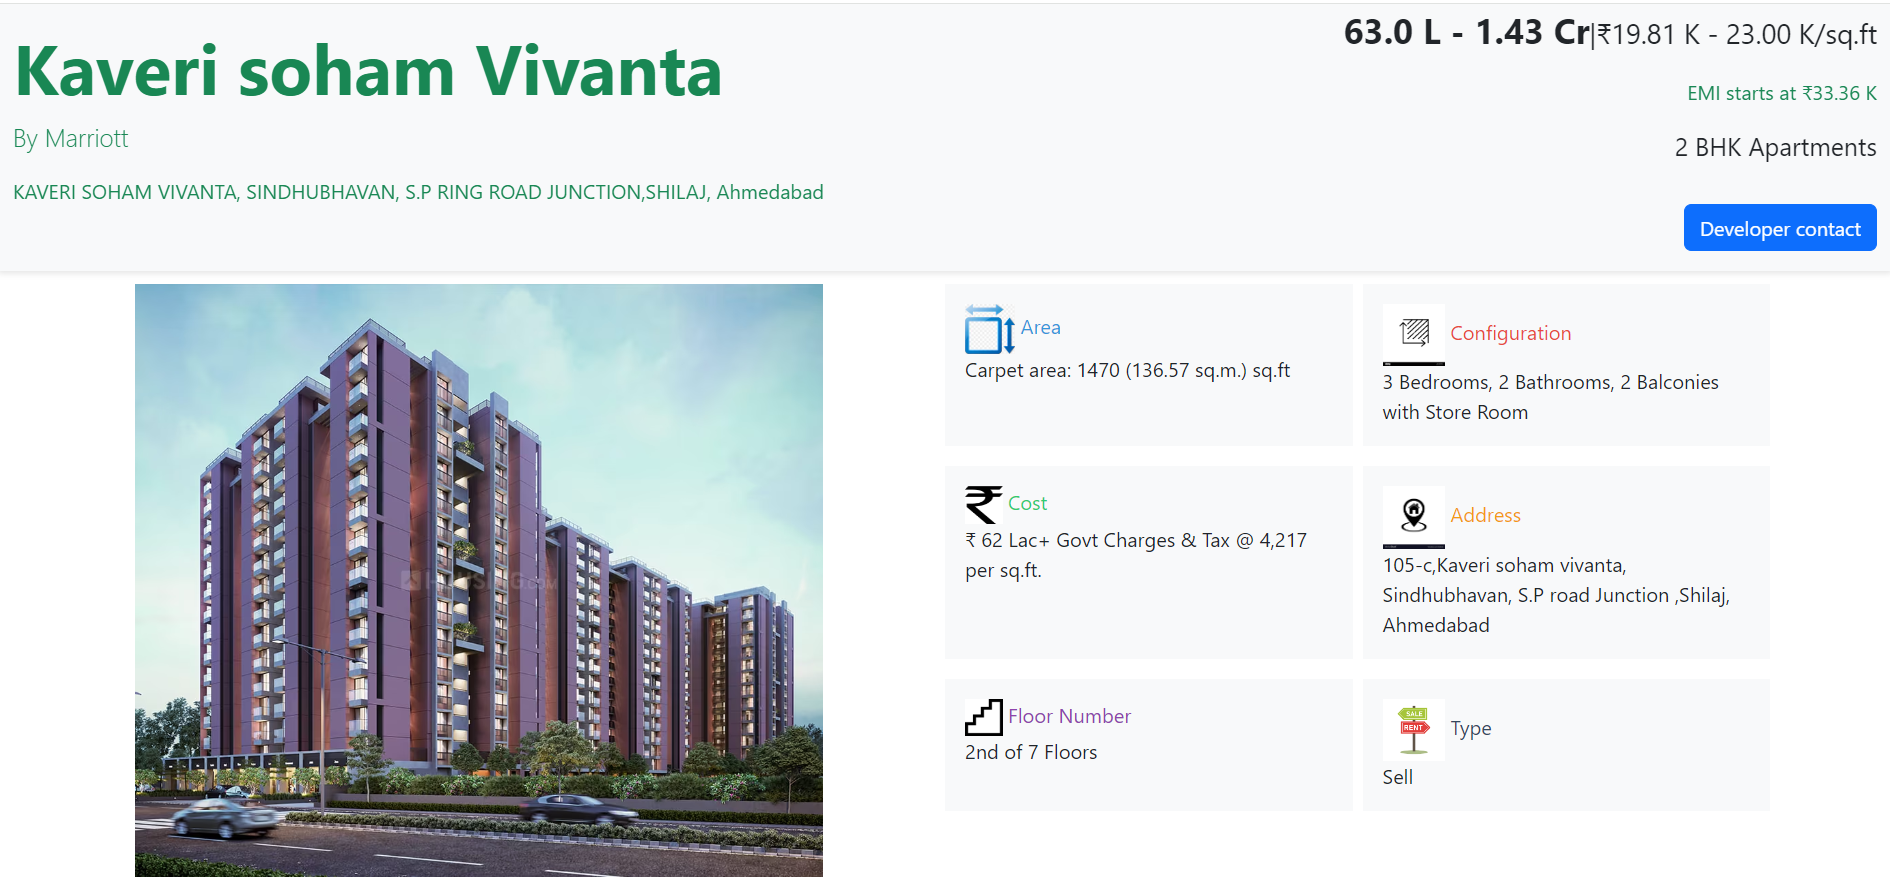 Kaveri soham Vivanta
By Marriott
KAVERI SOHAM VIVANTA, SINDHUBHAVAN, S.P RING ROAD JUNCTION,SHILAJ, Ahmedabad
63.0 L - 1.43 Cr|₹19.81 K - 23.00 K/sq.ft
EMI starts at ₹33.36 K
2 BHK Apartments
Developer contact
Area
Carpet area: 1470 (136.57 sq.m.) sq.ft
Configuration
3 Bedrooms, 2 Bathrooms, 2 Balconies
with Store Room
₹ Cost
₹ 62 Lac+ Govt Charges & Tax @ 4,217
per sq.ft.
Address
105-c,Kaveri soham vivanta,
Sindhubhavan, S.P road Junction ,Shilaj,
Ahmedabad
Floor Number
2nd of 7 Floors
SALE
RENT
Type
Sell